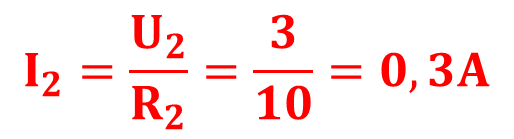 I₂ = U₂/R₂ = 3/10 = 0,3A